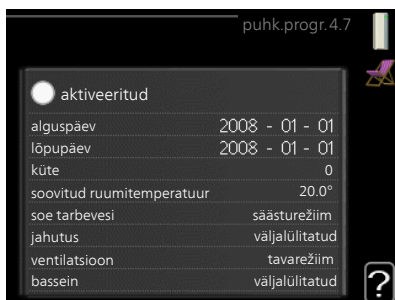 puhk.progr. 4.7
aktiveeritud
alguspäev 2008 - 01 - 01
lõpupäev 2008 - 01 - 01
küte 0
soovitud ruumitemperatuur 20.0°
soe tarbevesi säästurežiim
jahutus väljalülitatud
ventilatsioon tavarežiim
bassein väljalülitatud
?